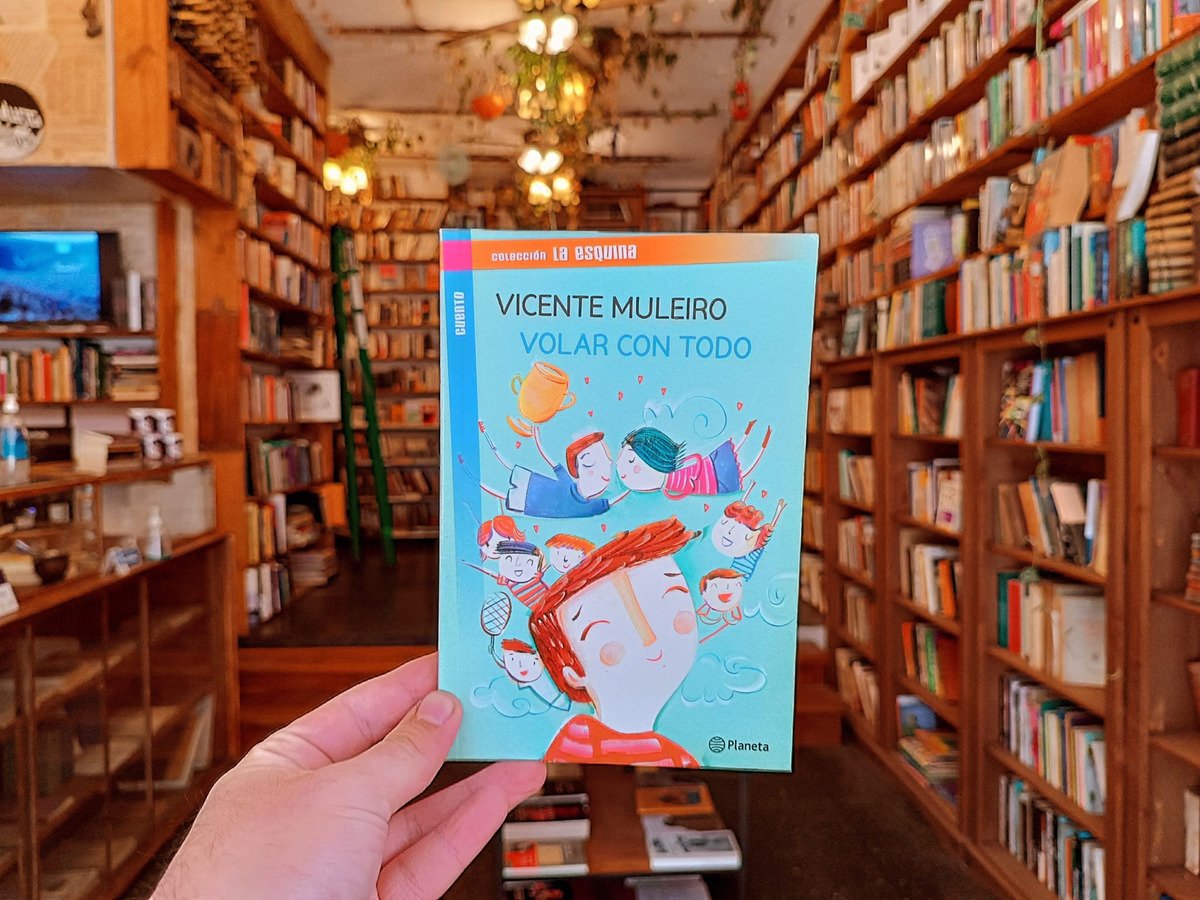 COLECCIÓN LA ESQUINA
CUENTO
VICENTE MULEIRO
VOLAR CON TODO
Planeta